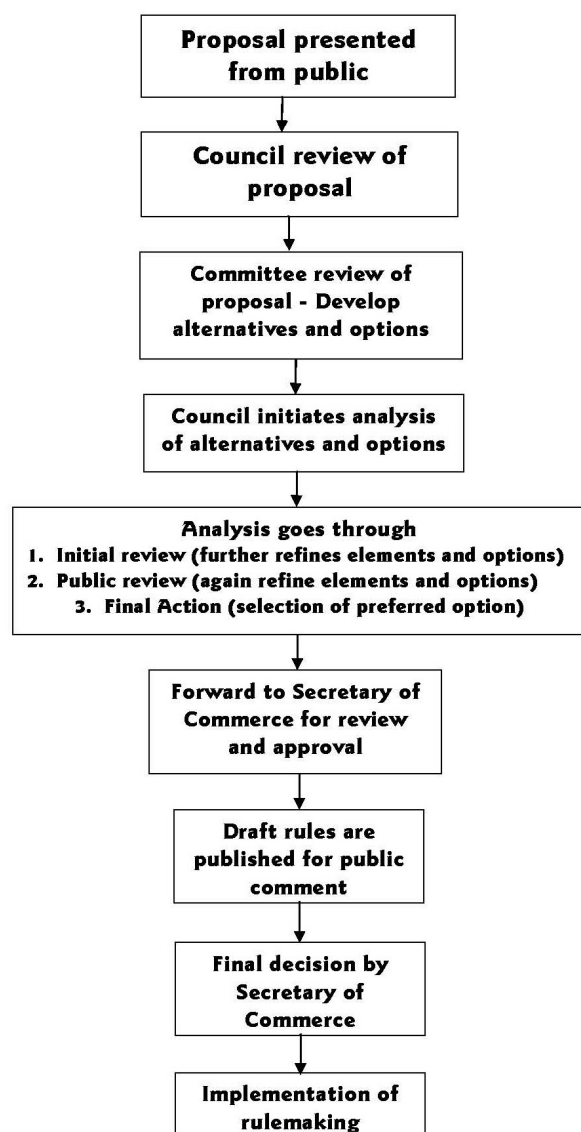 Proposal presented
from public
Council review of
proposal
Committee review of
proposal - Develop
alternatives and options
Council initiates analysis
of alternatives and options
Analysis goes through
1. Initial review (further refines elements and options)
2. Public review (again refine elements and options)
3. Final Action (selection of preferred option)
Forward to Secretary of
Commerce for review
and approval
Draft rules are
published for public
comment
Final decision by
Secretary of
Commerce
Implementation of
rulemaking